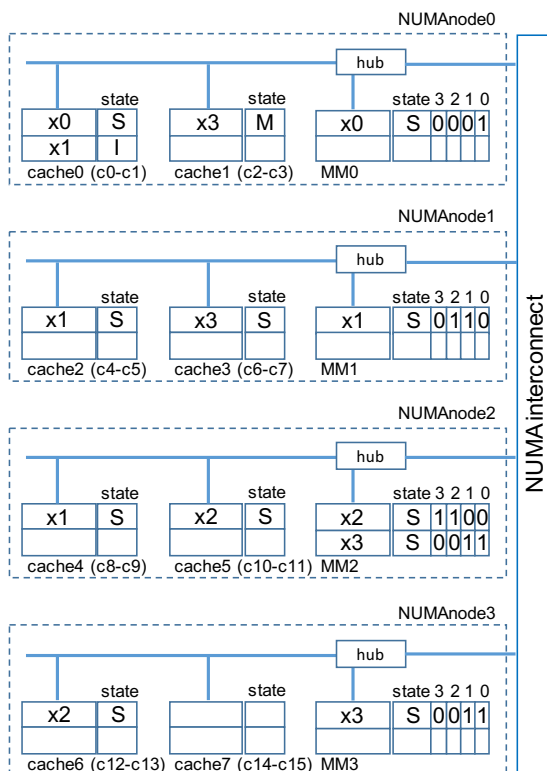 NUMAnode0
hub
state state state 3 2 1 0
x0 S x3 M x0 S 0 0 0 1
x1 I
cache0 (c0-c1) cache1 (c2-c3) MM0
NUMAnode1
hub
state state state 3 2 1 0
x1 S x3 S x1 S 0 1 1 0
cache2 (c4-c5) cache3 (c6-c7) MM1
NUMAnode2
hub
state state state 3 2 1 0
x1 S x2 S x2 S 1 1 0 0
x3 S 0 0 1 1
cache4 (c8-c9) cache5 (c10-c11) MM2
NUMAnode3
hub
state state state 3 2 1 0
x2 S x3 S 0 0 1 1
cache6 (c12-c13) cache7 (c14-c15) MM3
NUMA interconnect